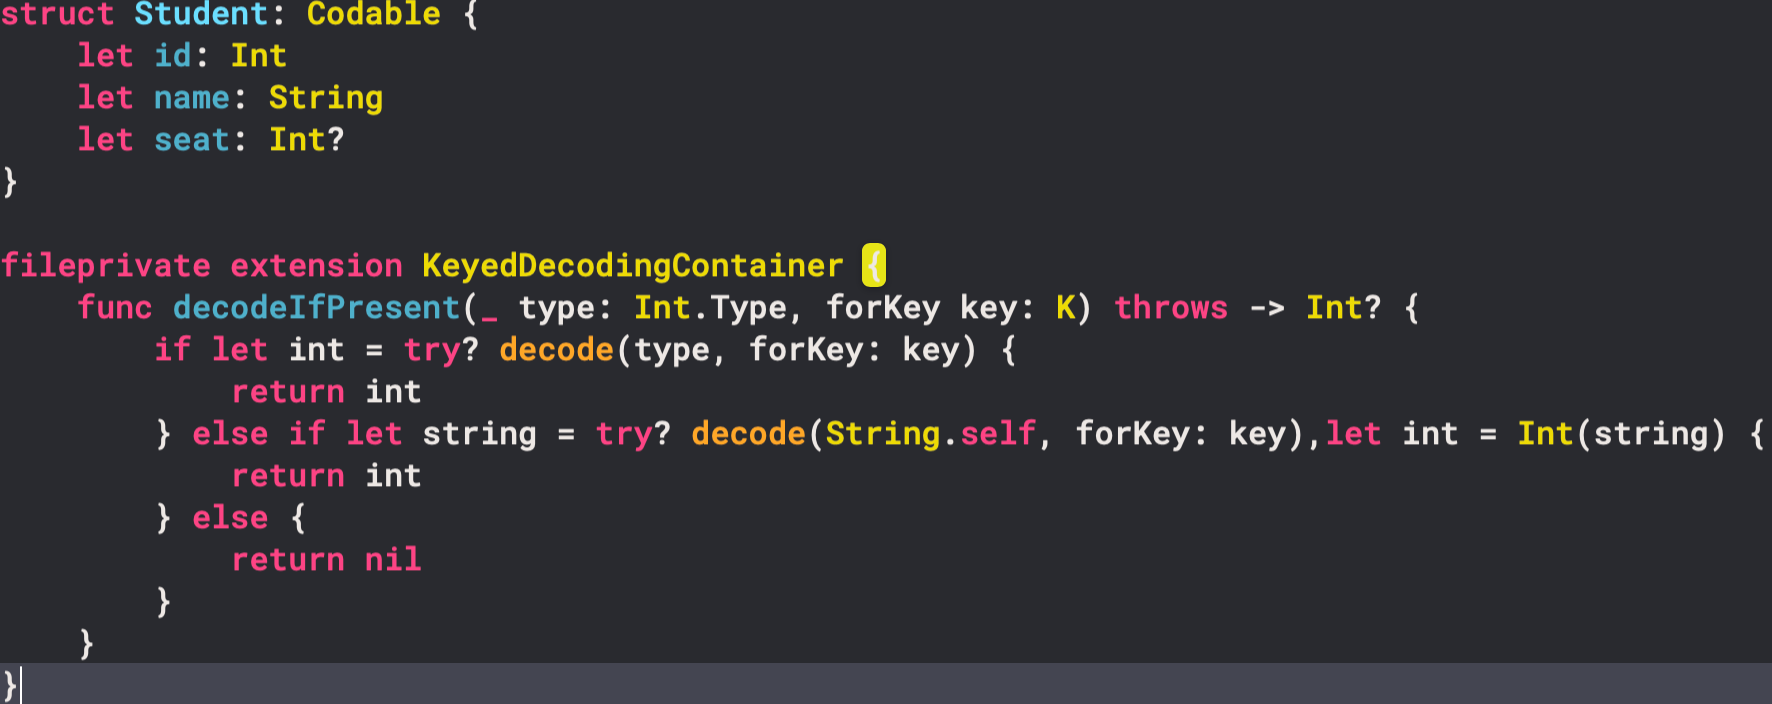 struct Student: Codable {
    let id: Int
    let name: String
    let seat: Int?
}

fileprivate extension KeyedDecodingContainer {
    func decodeIfPresent(_ type: Int.Type, forKey key: K) throws -> Int? {
        if let int = try? decode(type, forKey: key) {
            return int
        } else if let string = try? decode(String.self, forKey: key),let int = Int(string) {
            return int
        } else {
            return nil
        }
    }
}